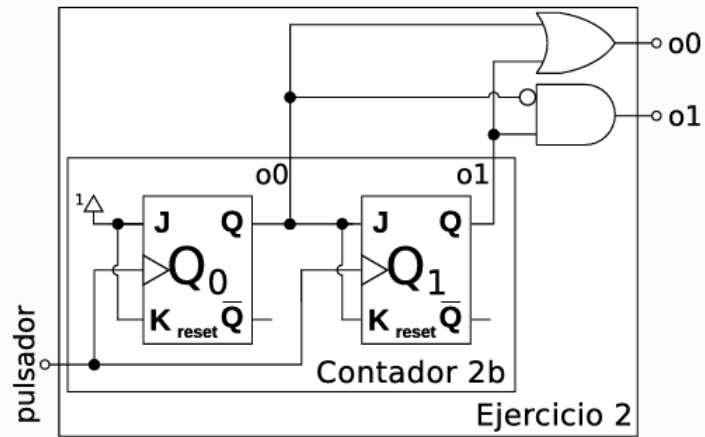 o0
o1
o0
o1
1
J
Q
J
Q
Q0
Q1
K
reset
Q̅
K
reset
Q̅
pulsador
Contador 2b
Ejercicio 2